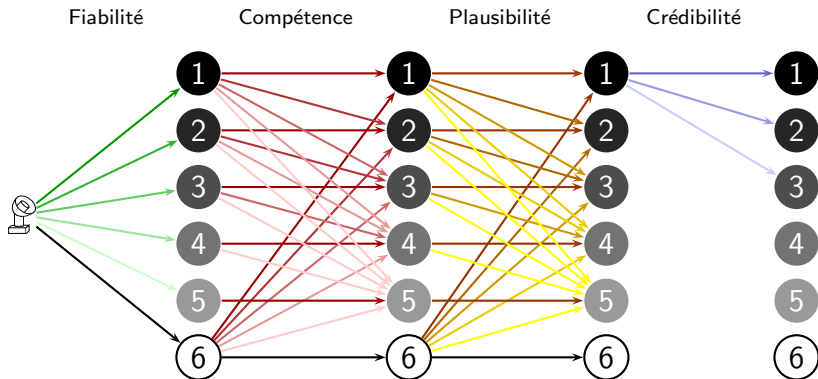 Fiabilité Compétence Plausibilité Crédibilité
1 1 1 1
2 2 2 2
3 3 3 3
4 4 4 4
5 5 5 5
6 6 6 6